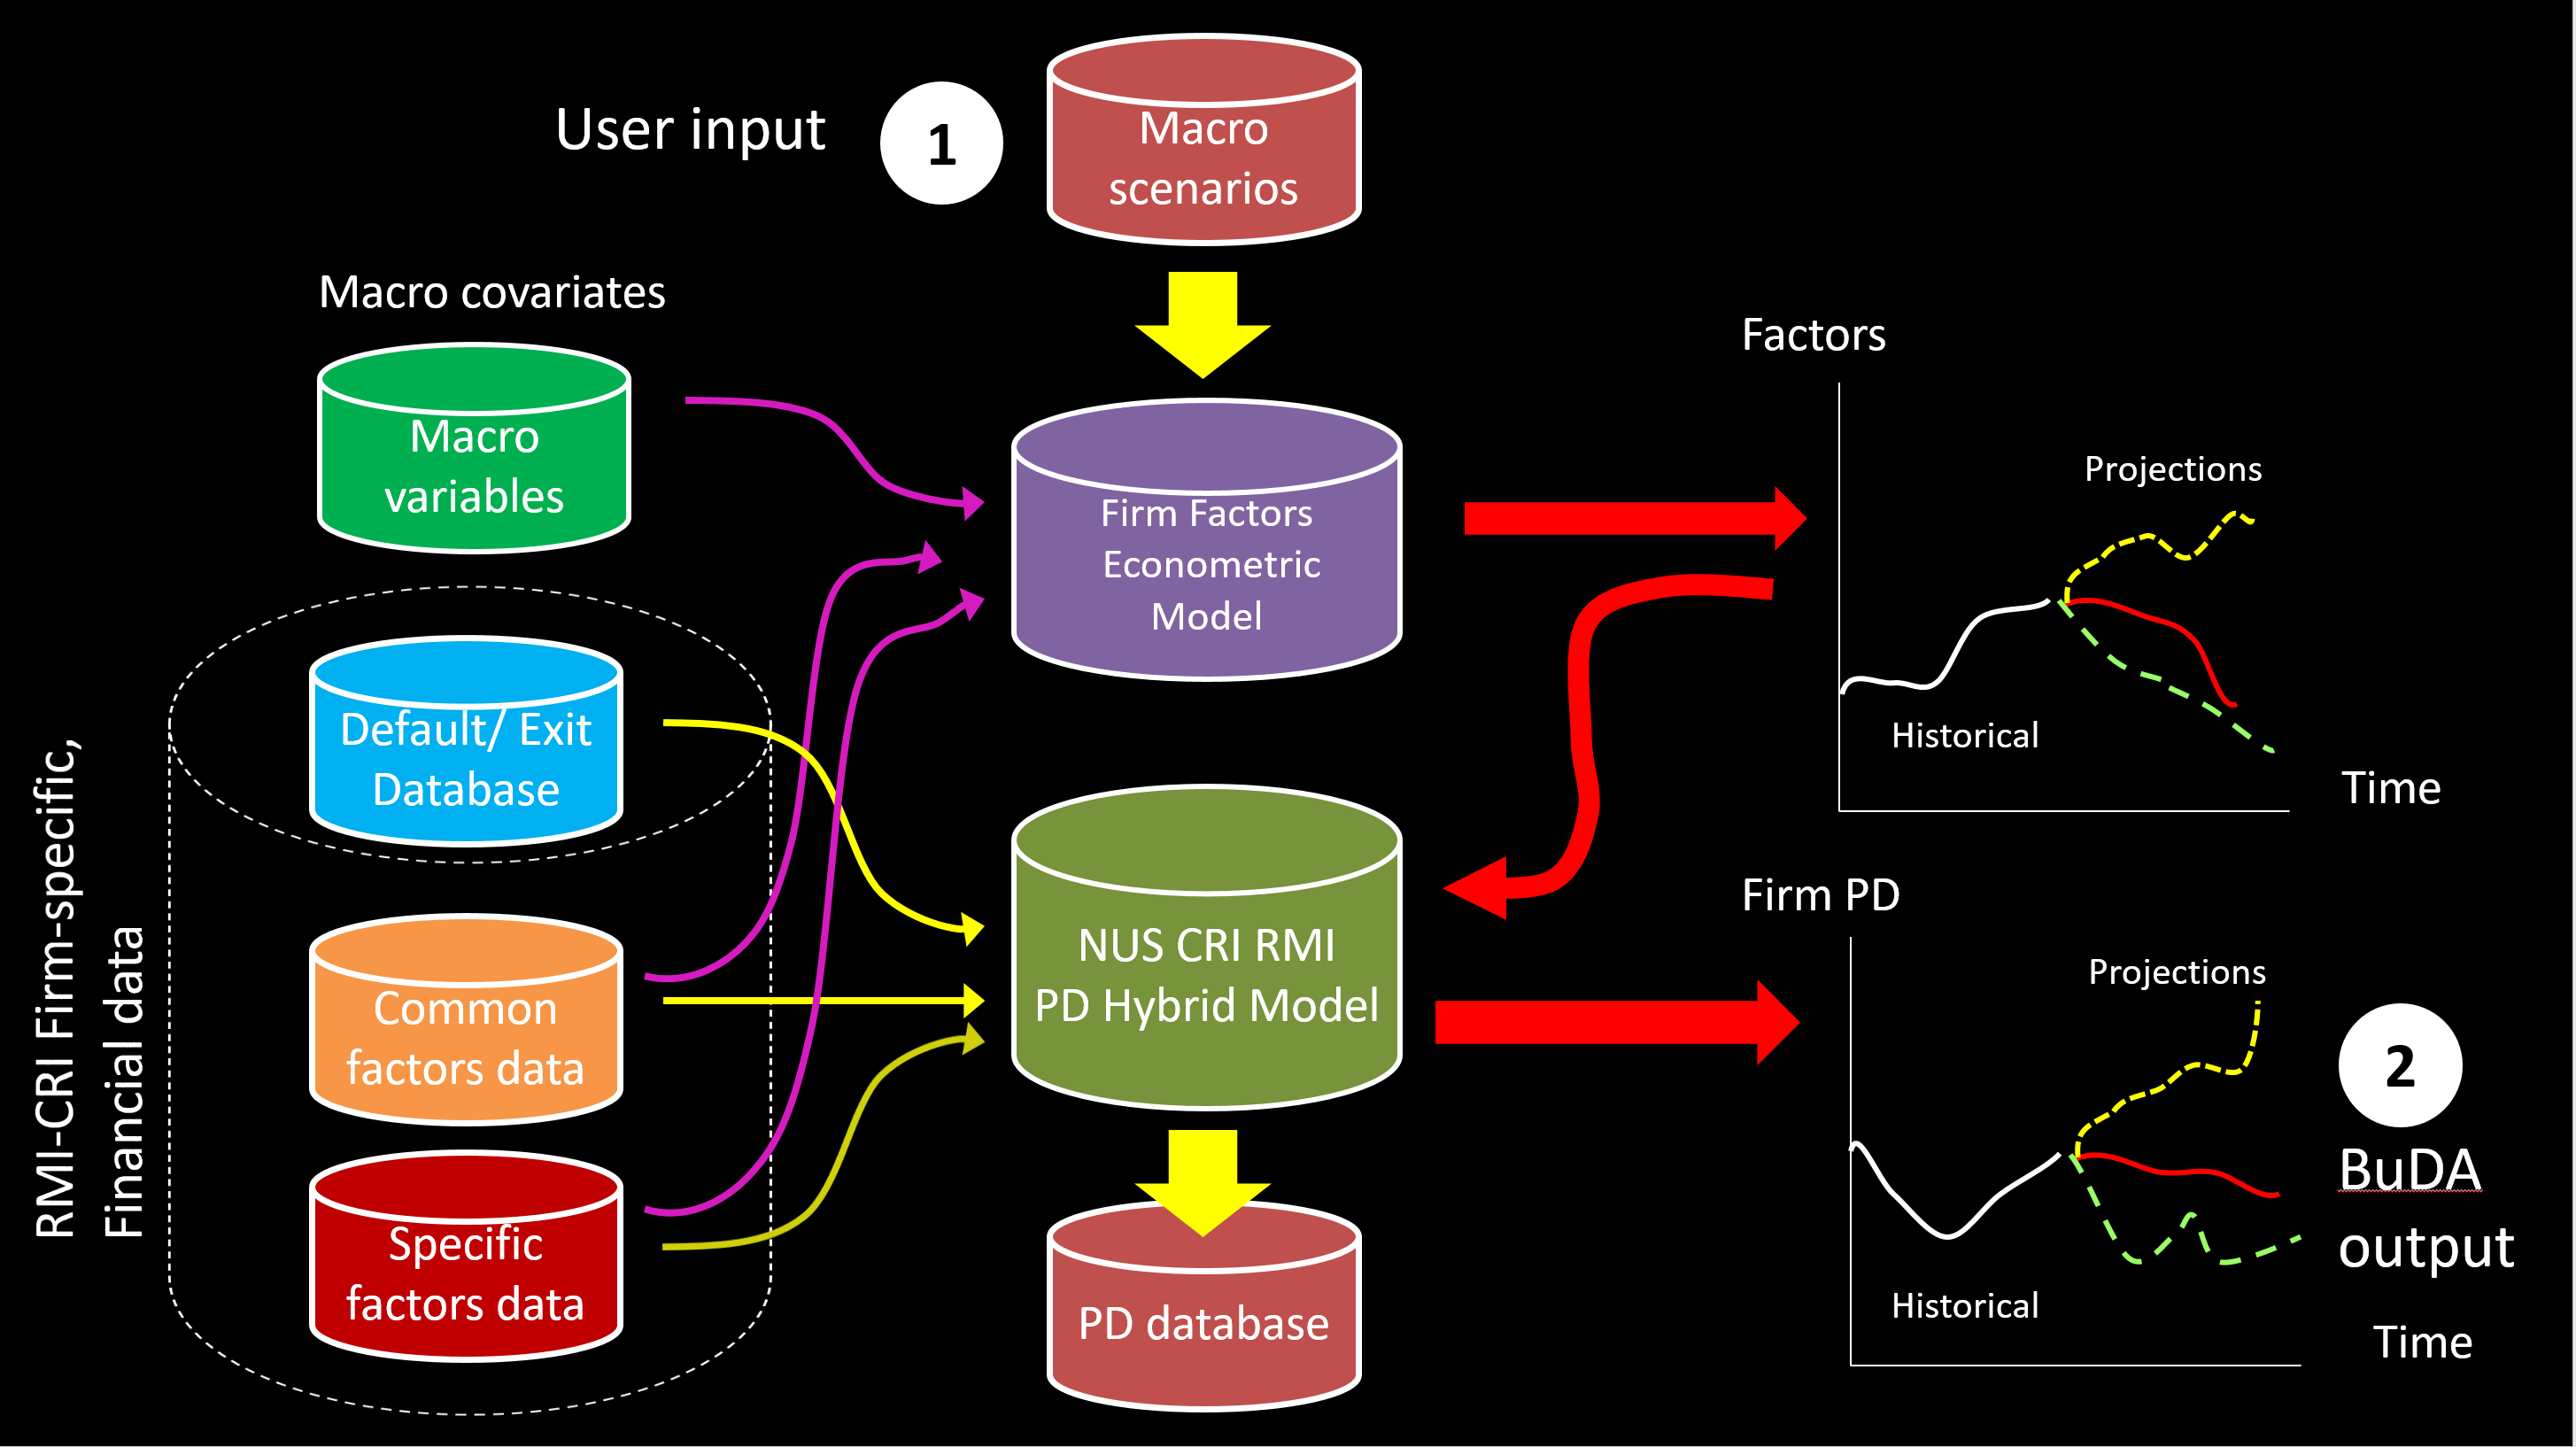 User input
1
Macro
scenarios
Macro covariates
Macro
variables
Default/ Exit
Database
Common
factors data
Specific
factors data
RMI-CRI Firm-specific,
Financial data
Firm Factors
Econometric
Model
NUS CRI RMI
PD Hybrid Model
PD database
Factors
Projections
Historical
Time
Firm PD
Projections
Historical
2
BuDA
output
Time